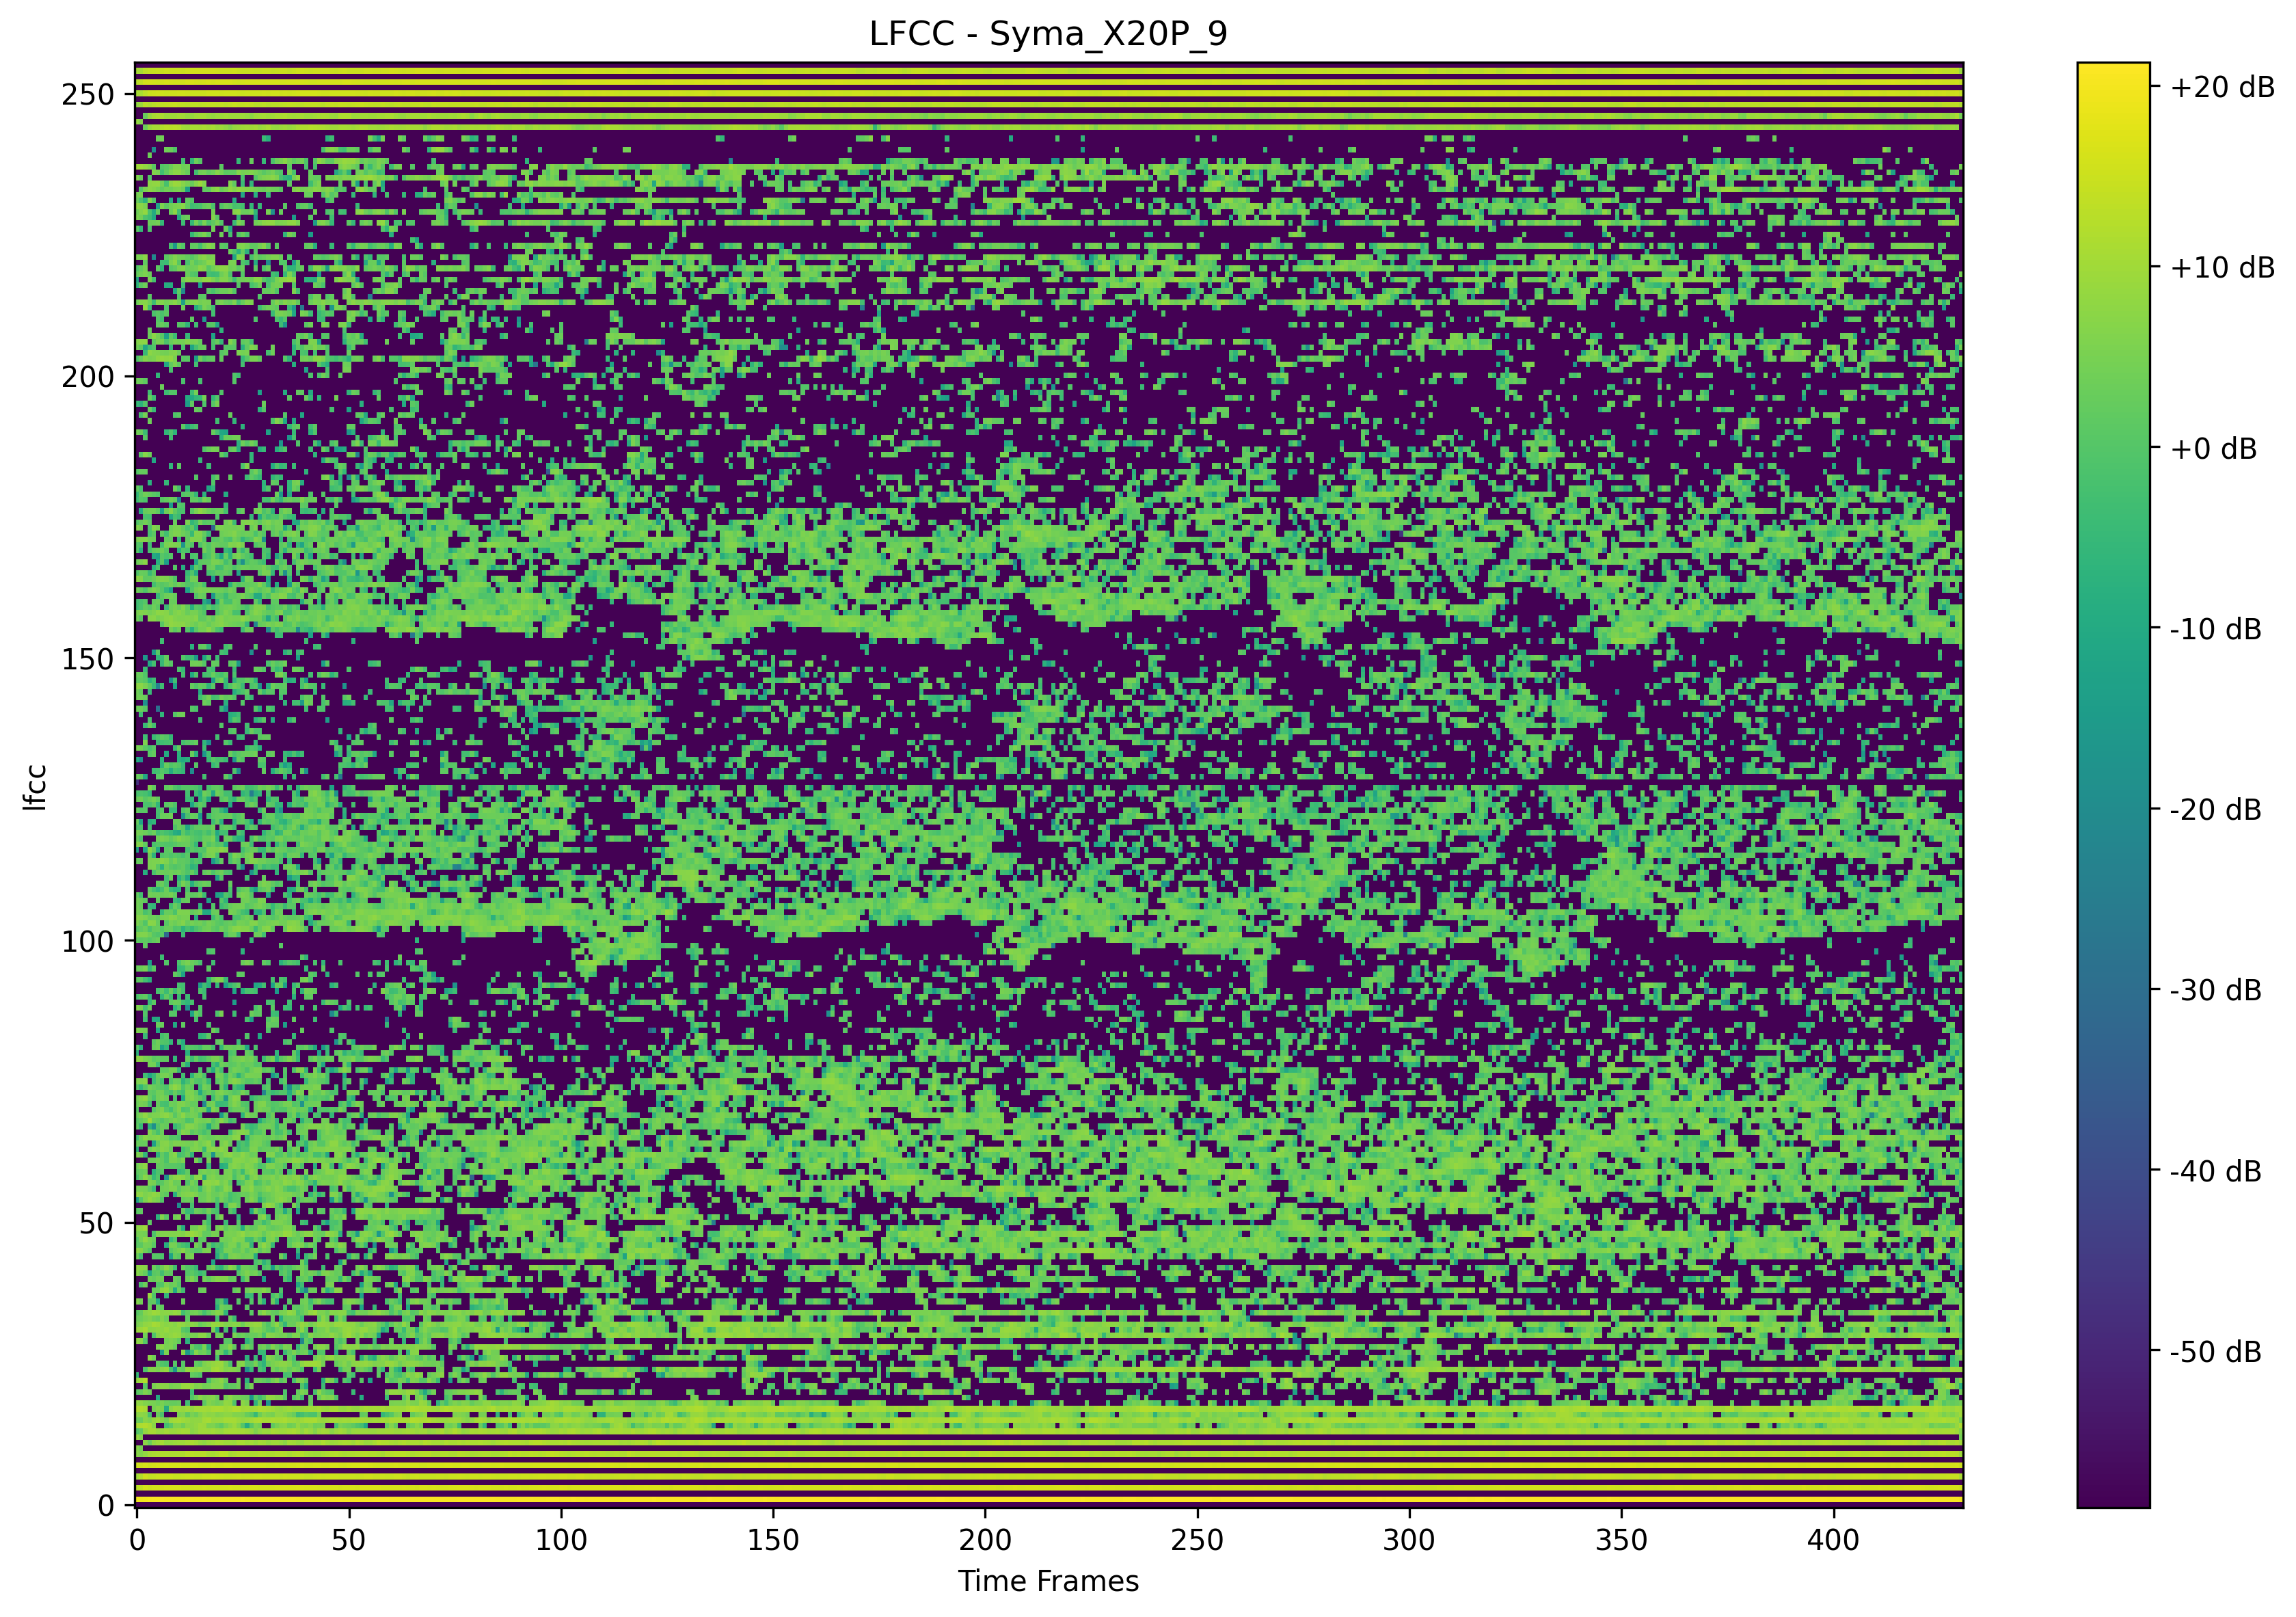 LFCC - Syma_X20P_9
lfcc
250
200
150
100
50
0
0 50 100 150 200 250 300 350 400
Time Frames
+20 dB
+10 dB
+0 dB
-10 dB
-20 dB
-30 dB
-40 dB
-50 dB